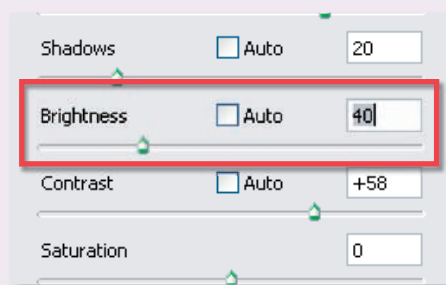 Shadows Auto 20
Brightness Auto 40
Contrast Auto +58
Saturation 0